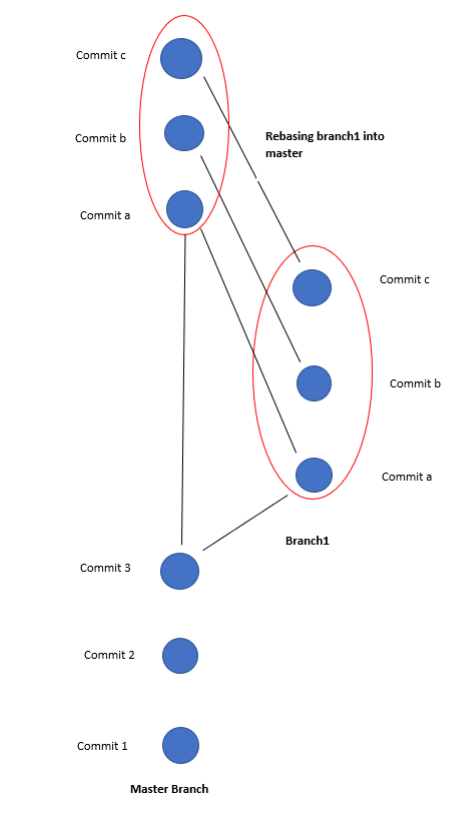 Commit c
Commit b
Rebasing branch1 into
master
Commit a
Commit c
Commit b
Commit a
Branch1
Commit 3
Commit 2
Commit 1
Master Branch